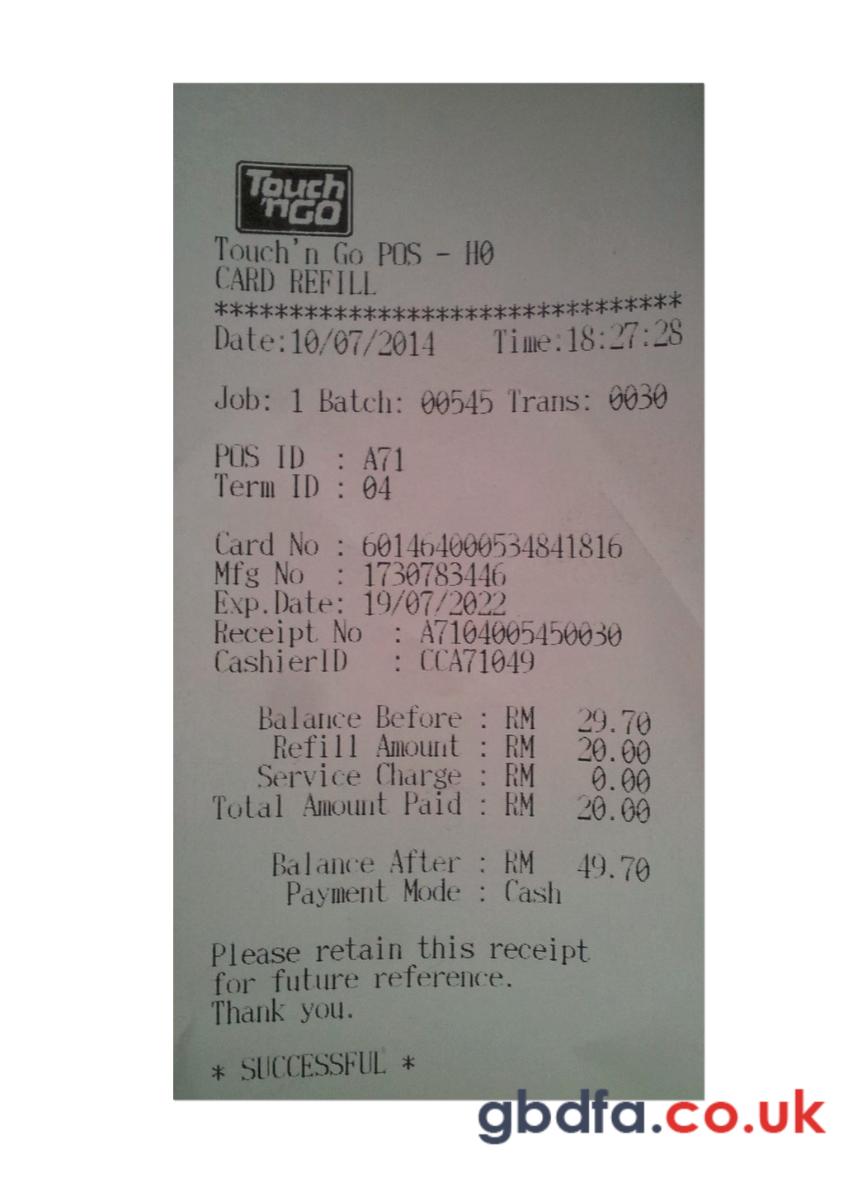 Touch
'nGO
Touch'n Go POS - H0
CARD REFILL
********************************
Date:10/07/2014 Time:18:27:28
Job: 1 Batch: 00545 Trans: 0030
POS ID : A71
Term ID : 04
Card No : 601464000534841816
Mfg No : 1730783446
Exp.Date: 19/07/2022
Receipt No : A7104005450030
CashierID : CCA71049
Balance Before : RM 29.70
Refill Amount : RM 20.00
Service Charge : RM 0.00
Total Amount Paid : RM 20.00
Balance After : RM 49.70
Payment Mode : Cash
Please retain this receipt
for future reference.
Thank you.
* SUCCESSFUL *
gbdfa.co.uk